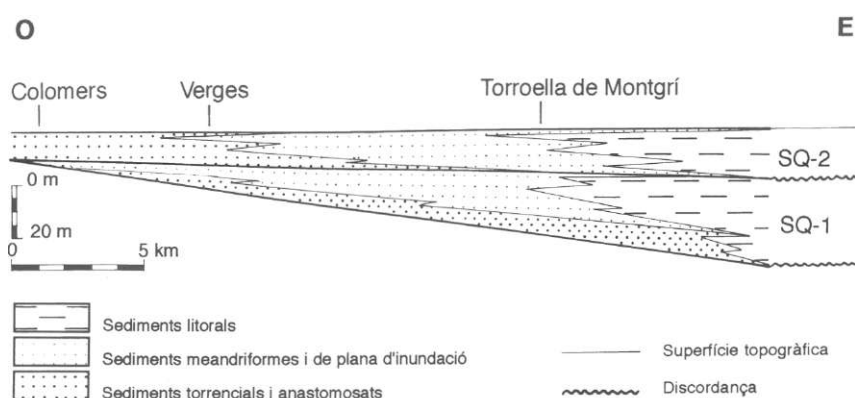 O E
Colomers Verges Torroella de Montgrí
SQ-2
0 m
SQ-1
20 m
0 5 km
Sediments litorals
Sediments meandriformes i de plana d'inundació
Sediments torrencials i anastomosats
Superfície topogràfica
Discordança